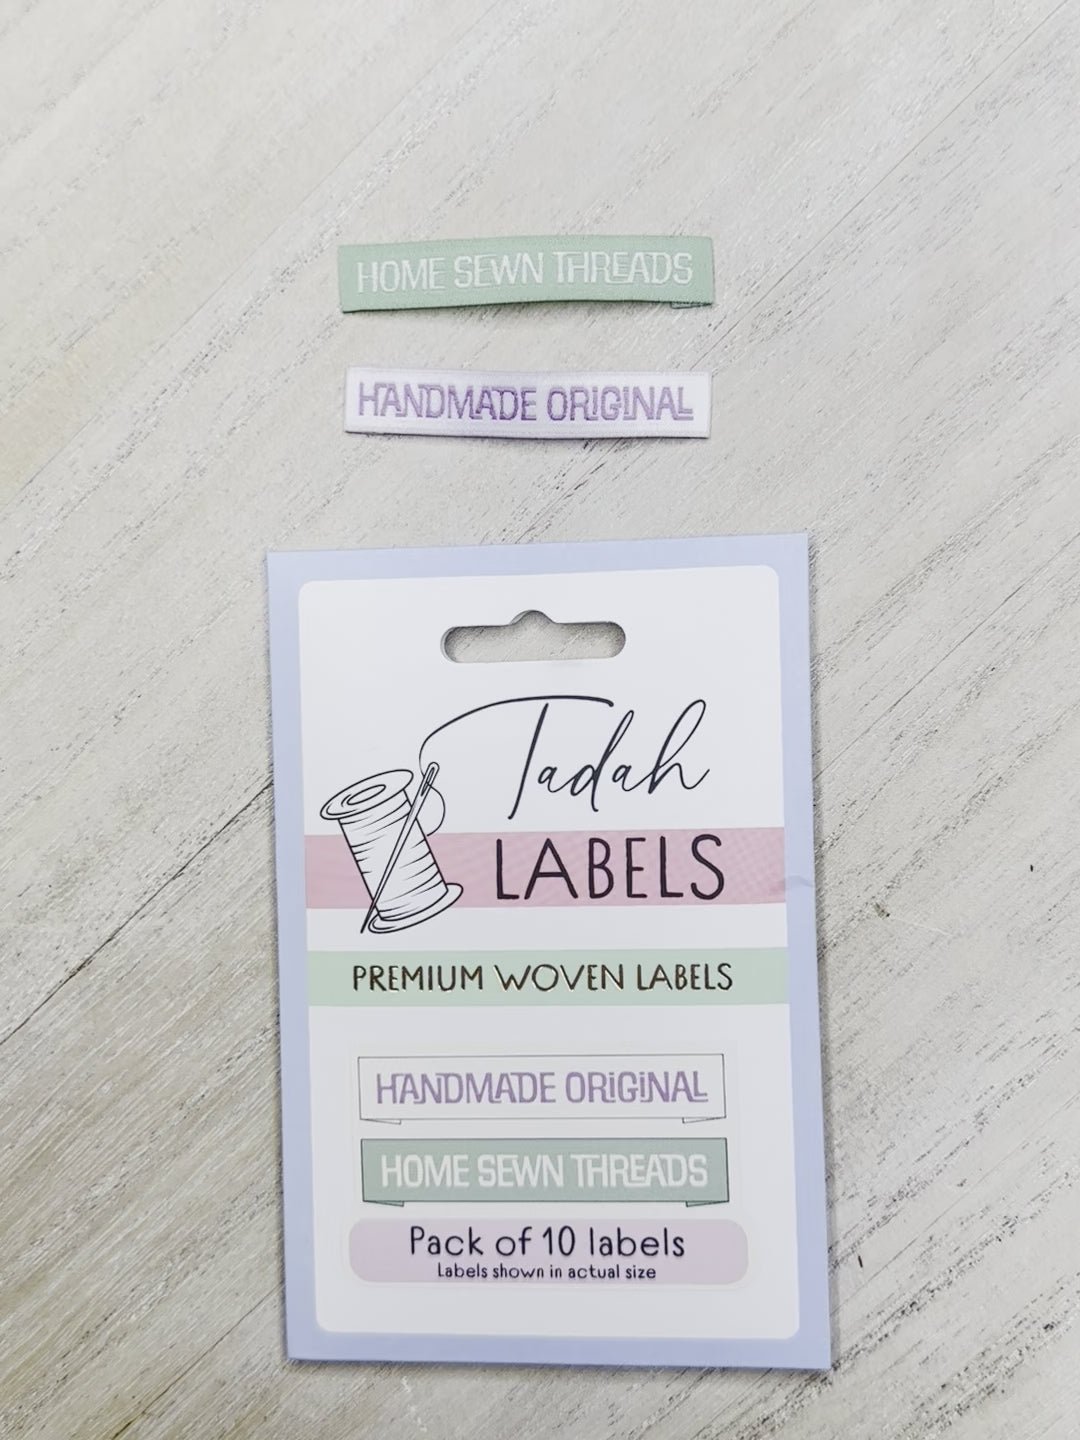 HOME SEWN THREADS
HANDMADE ORIGINAL
Tadah
LABELS
PREMIUM WOVEN LABELS
HANDMADE ORIGINAL
HOME SEWN THREADS
Pack of 10 labels
Labels shown in actual size